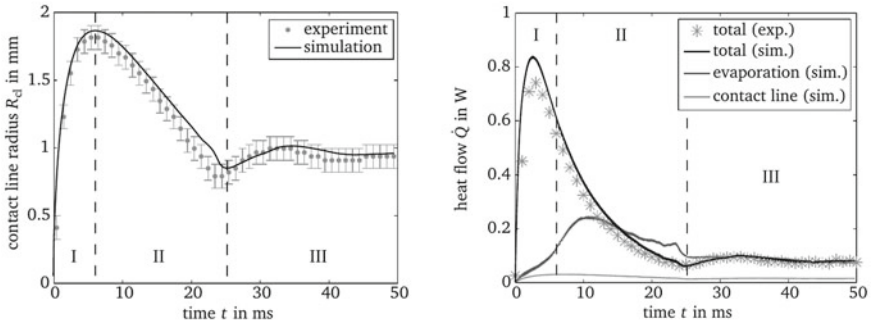 contact line radius R_cl in mm
2
1.5
1
0.5
0
experiment
simulation
I
II
III
0
10
20
30
40
50
time t in ms
heat flow Q̇ in W
1
0.8
0.6
0.4
0.2
0
I
II
total (exp.)
total (sim.)
evaporation (sim.)
contact line (sim.)
III
0
10
20
30
40
50
time t in ms